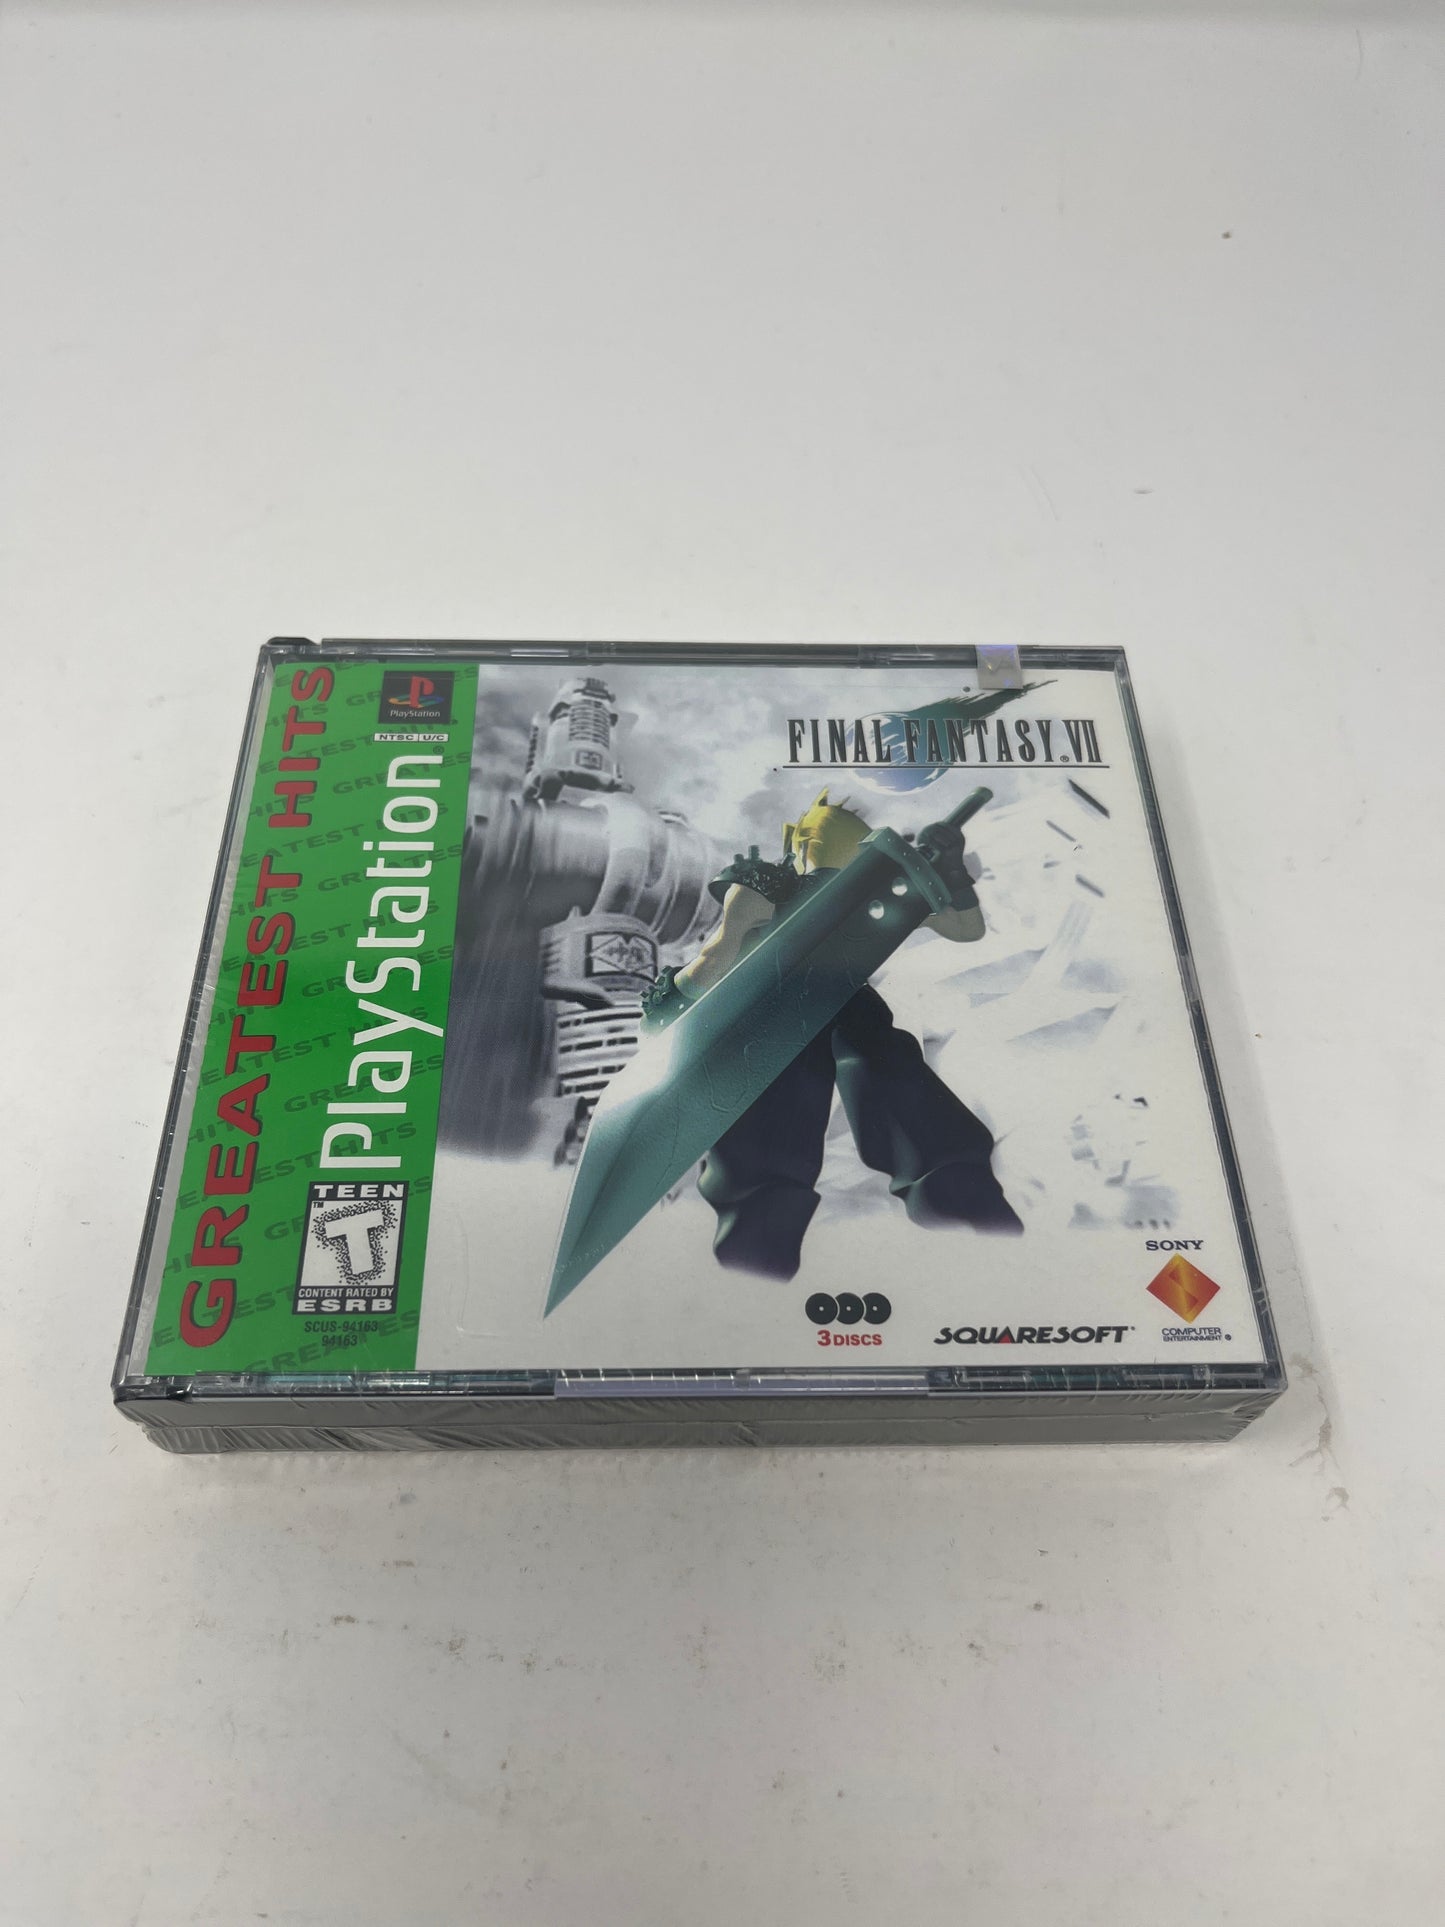 GREATEST HITS
PlayStation
NTSC U/C
PlayStation®
TEEN
™
T
CONTENT RATED BY
ESRB
SCUS-94163
94163
FINAL FANTASY®VII
3 DISCS
SQUARESOFT®
SONY
COMPUTER
ENTERTAINMENT®